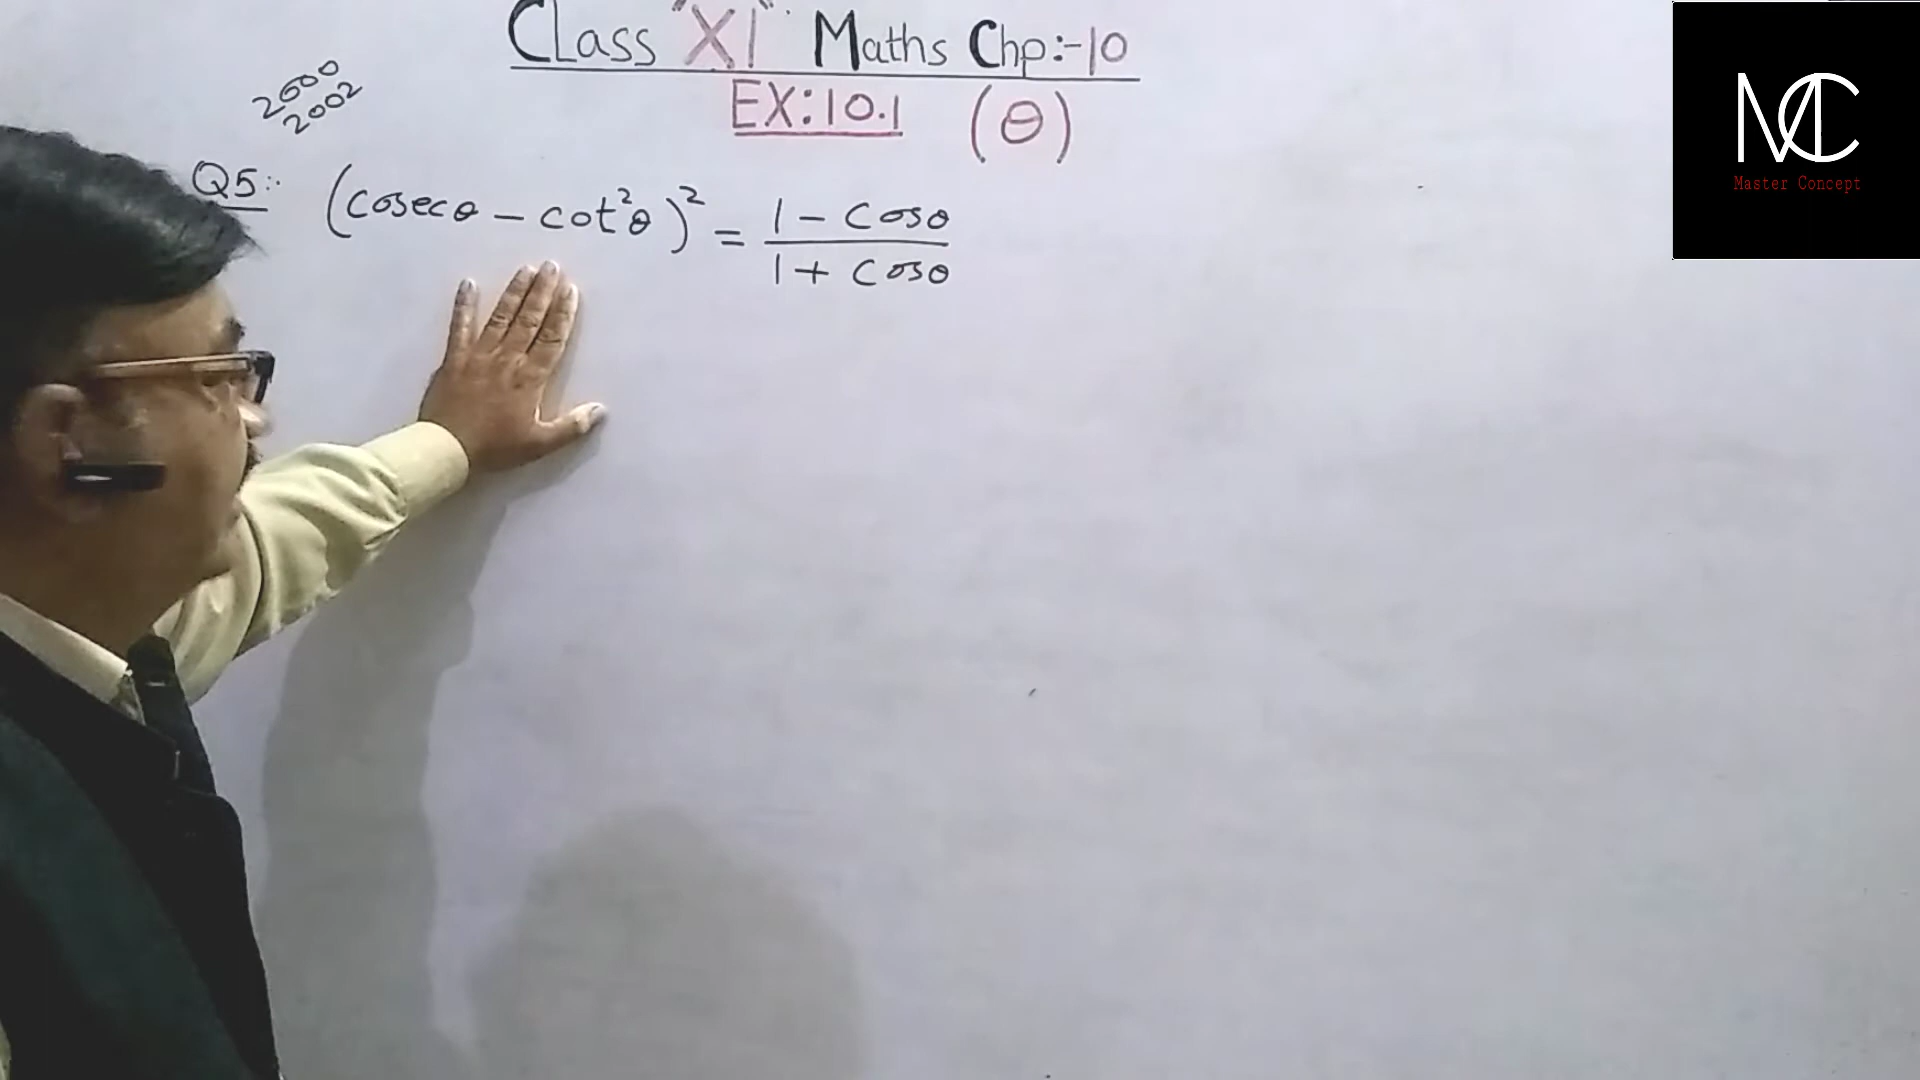 Class "XI" Maths Chp:-10
EX:10.1 (θ)
2000
2002
Q5:- (cosecθ - cot²θ)² = 1 - cosθ
1 + cosθ
MC
Master Concept